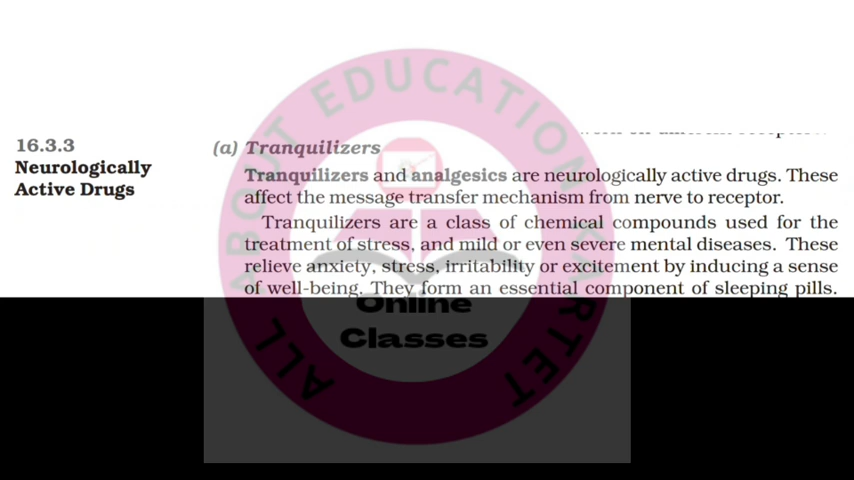 16.3.3
Neurologically
Active Drugs
(a) Tranquilizers
Tranquilizers and analgesics are neurologically active drugs. These
affect the message transfer mechanism from nerve to receptor.
Tranquilizers are a class of chemical compounds used for the
treatment of stress, and mild or even severe mental diseases. These
relieve anxiety, stress, irritability or excitement by inducing a sense
of well-being. They form an essential component of sleeping pills.
ALL ABOUT EDUCATION KARTET
Online
Classes